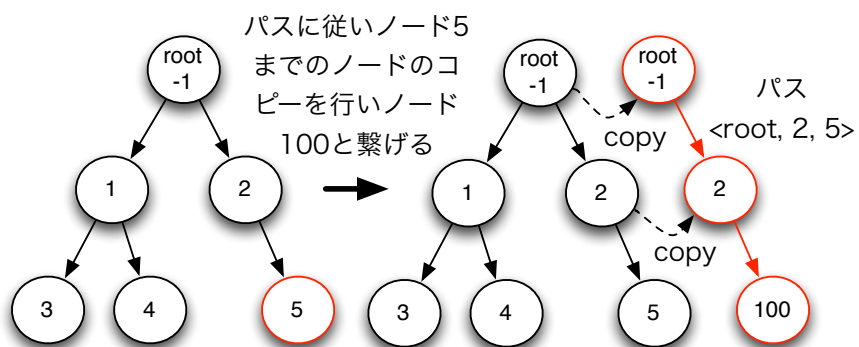 パスに従いノード5
までのノードのコ
ピーを行いノード
100と繋げる
root
-1
1
2
3
4
5
root
-1
root
-1
copy
パス
<root, 2, 5>
1
2
2
copy
3
4
5
100